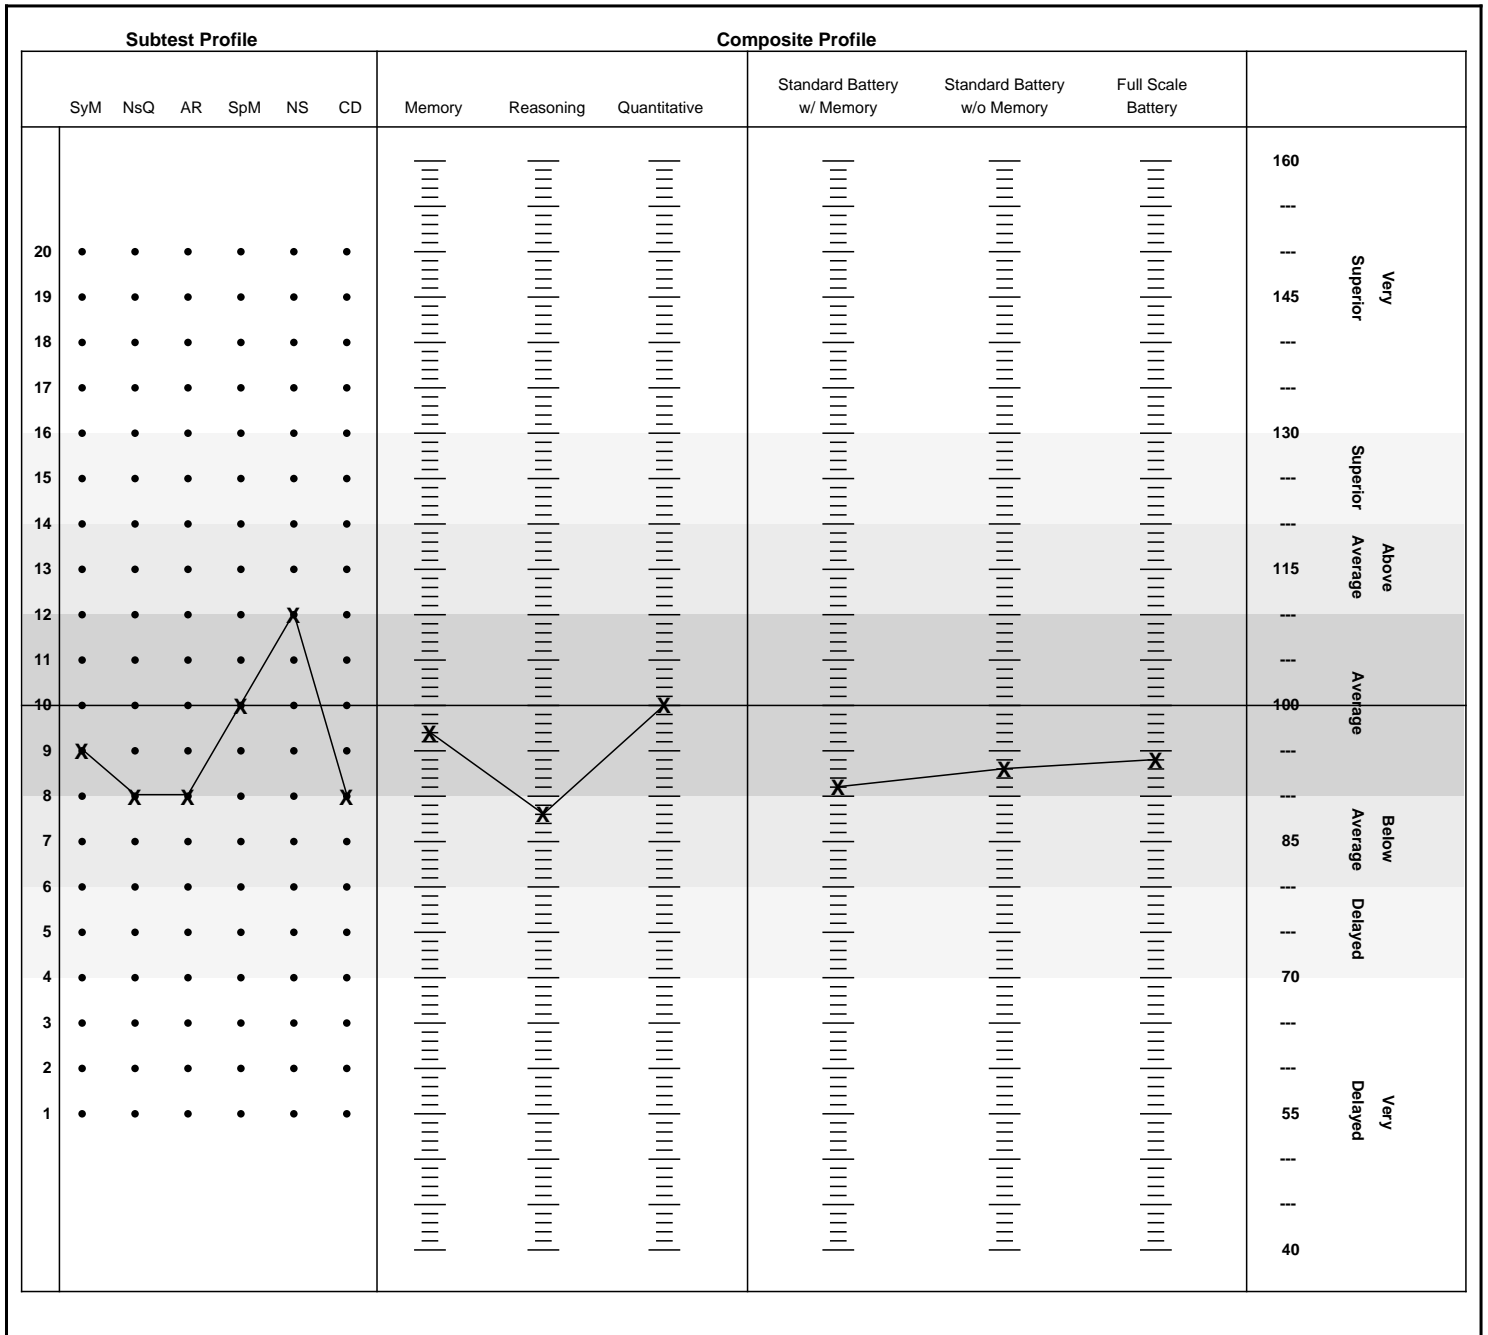 Subtest Profile Composite Profile
Standard Battery Standard Battery Full Scale
SyM NsQ AR SpM NS CD Memory Reasoning Quantitative w/ Memory w/o Memory Battery
160
---
20 ---
19 145
18 ---
17 ---
Very
Superior
16 130
15 ---
Superior
14 ---
13 115
Above
Average
12 X ---
11 ---
10 X X 100
Average
9 X X X X ---
8 X X X X X ---
7 85
Below
Average
X
6 ---
5 ---
Delayed
4 70
3 ---
2 ---
1 55
Very
Delayed
---
---
40